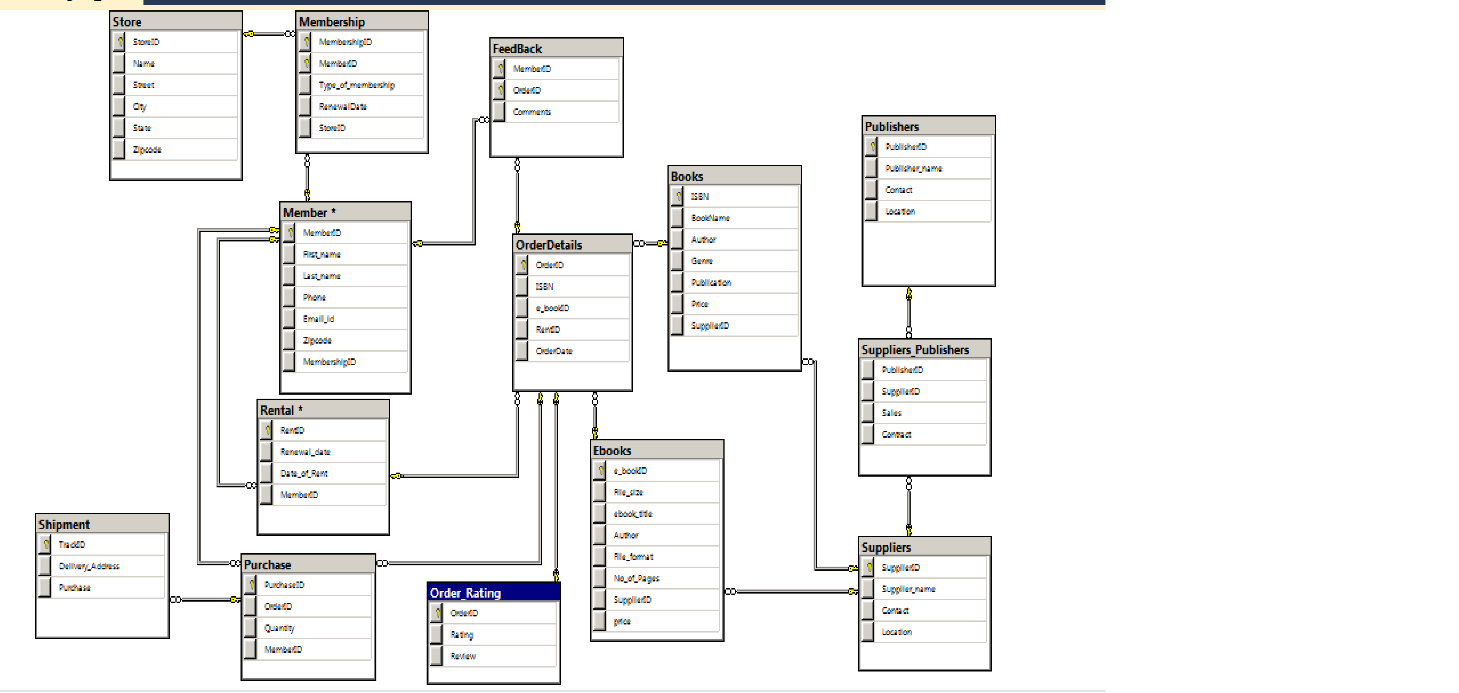 Store
StoreID
Name
Street
City
State
Zipcode
Membership
MembershipID
MemberID
Type_of_membership
RenewalDate
StoreID
FeedBack
MemberID
OrderID
Comments
Publishers
PublisherID
Publisher_name
Contact
Location
Books
ISBN
BookName
Author
Genre
Publication
Price
SupplierID
Member *
MemberID
First_name
Last_name
Phone
Email_id
Zipcode
MembershipID
OrderDetails
OrderID
ISBN
e_bookID
RentID
OrderDate
Suppliers_Publishers
PublisherID
SupplierID
Sales
Contract
Rental *
RentID
Renewal_date
Date_of_Rent
MemberID
Ebooks
e_bookID
File_size
ebook_title
Author
File_format
No_of_Pages
SupplierID
price
Shipment
TrackID
Delivery_Address
Purchase
Suppliers
SupplierID
Supplier_name
Contact
Location
Purchase
PurchaseID
OrderID
Quantity
MemberID
Order_Rating
OrderID
Rating
Review